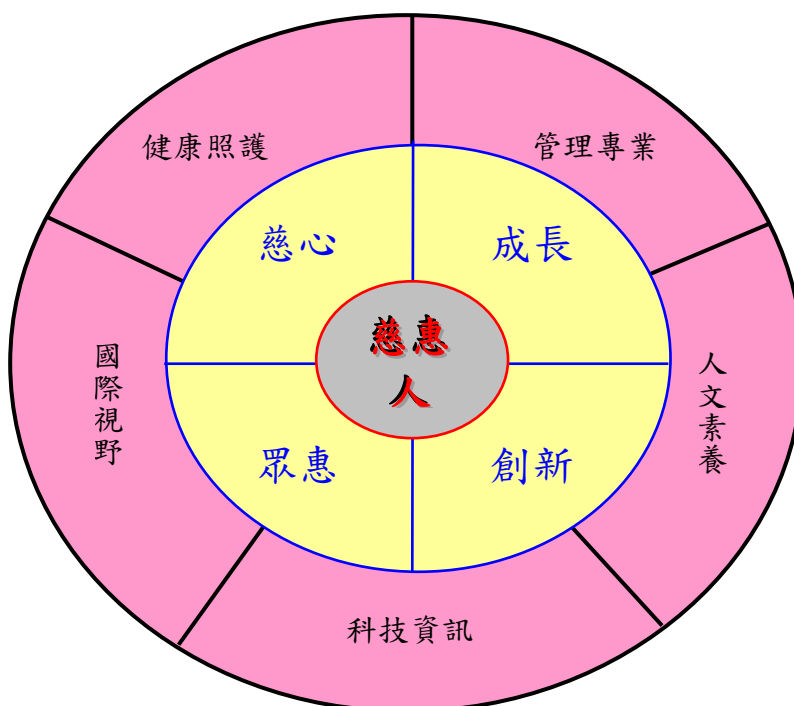 健康照護
管理專業
慈心
成長
慈惠
人
國際視野
人文素養
眾惠
創新
科技資訊